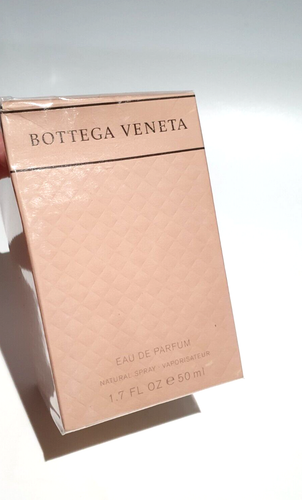 BOTTEGA VENETA
EAU DE PARFUM
NATURAL SPRAY · VAPORISATEUR
1.7 FL OZ ℮ 50 ml